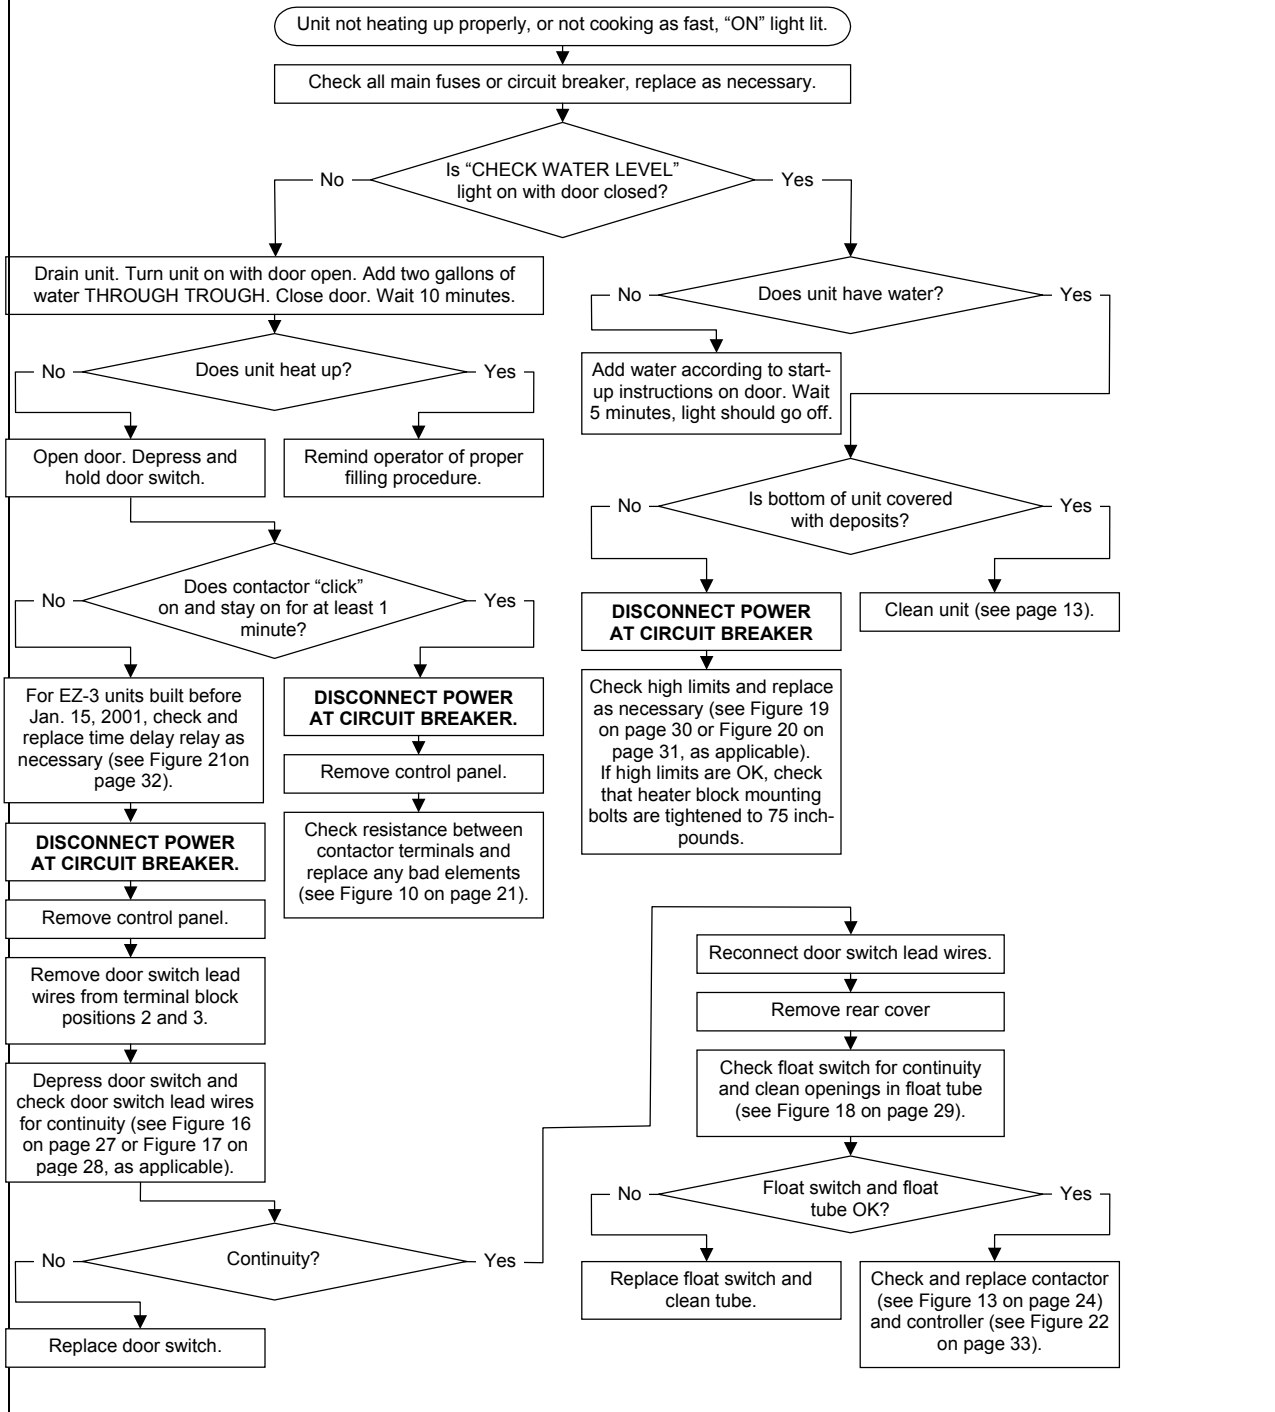 Unit not heating up properly, or not cooking as fast, “ON” light lit.
Check all main fuses or circuit breaker, replace as necessary.
Is “CHECK WATER LEVEL”
light on with door closed?
No
Yes
Drain unit. Turn unit on with door open. Add two gallons of
water THROUGH TROUGH. Close door. Wait 10 minutes.
Does unit heat up?
No
Yes
Open door. Depress and
hold door switch.
Remind operator of proper
filling procedure.
Does contactor “click”
on and stay on for at least 1
minute?
No
Yes
For EZ-3 units built before
Jan. 15, 2001, check and
replace time delay relay as
necessary (see Figure 21on
page 32).
DISCONNECT POWER
AT CIRCUIT BREAKER.
Remove control panel.
Remove door switch lead
wires from terminal block
positions 2 and 3.
Depress door switch and
check door switch lead wires
for continuity (see Figure 16
on page 27 or Figure 17 on
page 28, as applicable).
Continuity?
No
Yes
Replace door switch.
DISCONNECT POWER
AT CIRCUIT BREAKER.
Remove control panel.
Check resistance between
contactor terminals and
replace any bad elements
(see Figure 10 on page 21).
Does unit have water?
No
Yes
Add water according to start-
up instructions on door. Wait
5 minutes, light should go off.
Is bottom of unit covered
with deposits?
No
Yes
DISCONNECT POWER
AT CIRCUIT BREAKER
Clean unit (see page 13).
Check high limits and replace
as necessary (see Figure 19
on page 30 or Figure 20 on
page 31, as applicable).
If high limits are OK, check
that heater block mounting
bolts are tightened to 75 inch-
pounds.
Reconnect door switch lead wires.
Remove rear cover
Check float switch for continuity
and clean openings in float tube
(see Figure 18 on page 29).
Float switch and float
tube OK?
No
Yes
Replace float switch and
clean tube.
Check and replace contactor
(see Figure 13 on page 24)
and controller (see Figure 22
on page 33).